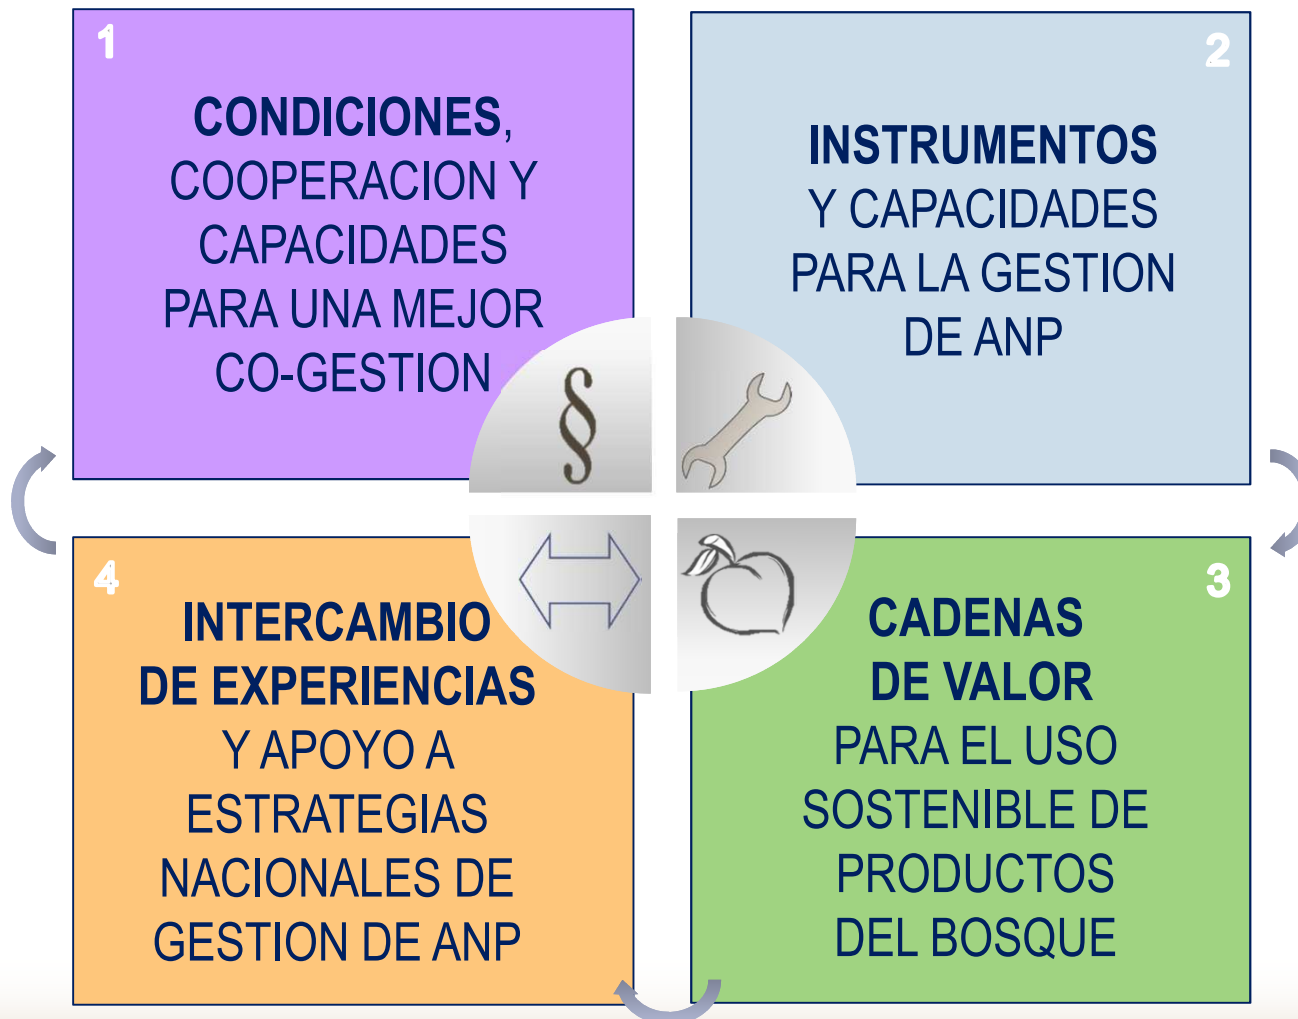 1
CONDICIONES,
COOPERACION Y
CAPACIDADES
PARA UNA MEJOR
CO-GESTION
§
2
INSTRUMENTOS
Y CAPACIDADES
PARA LA GESTION
DE ANP
3
CADENAS
DE VALOR
PARA EL USO
SOSTENIBLE DE
PRODUCTOS
DEL BOSQUE
4
INTERCAMBIO
DE EXPERIENCIAS
Y APOYO A
ESTRATEGIAS
NACIONALES DE
GESTION DE ANP